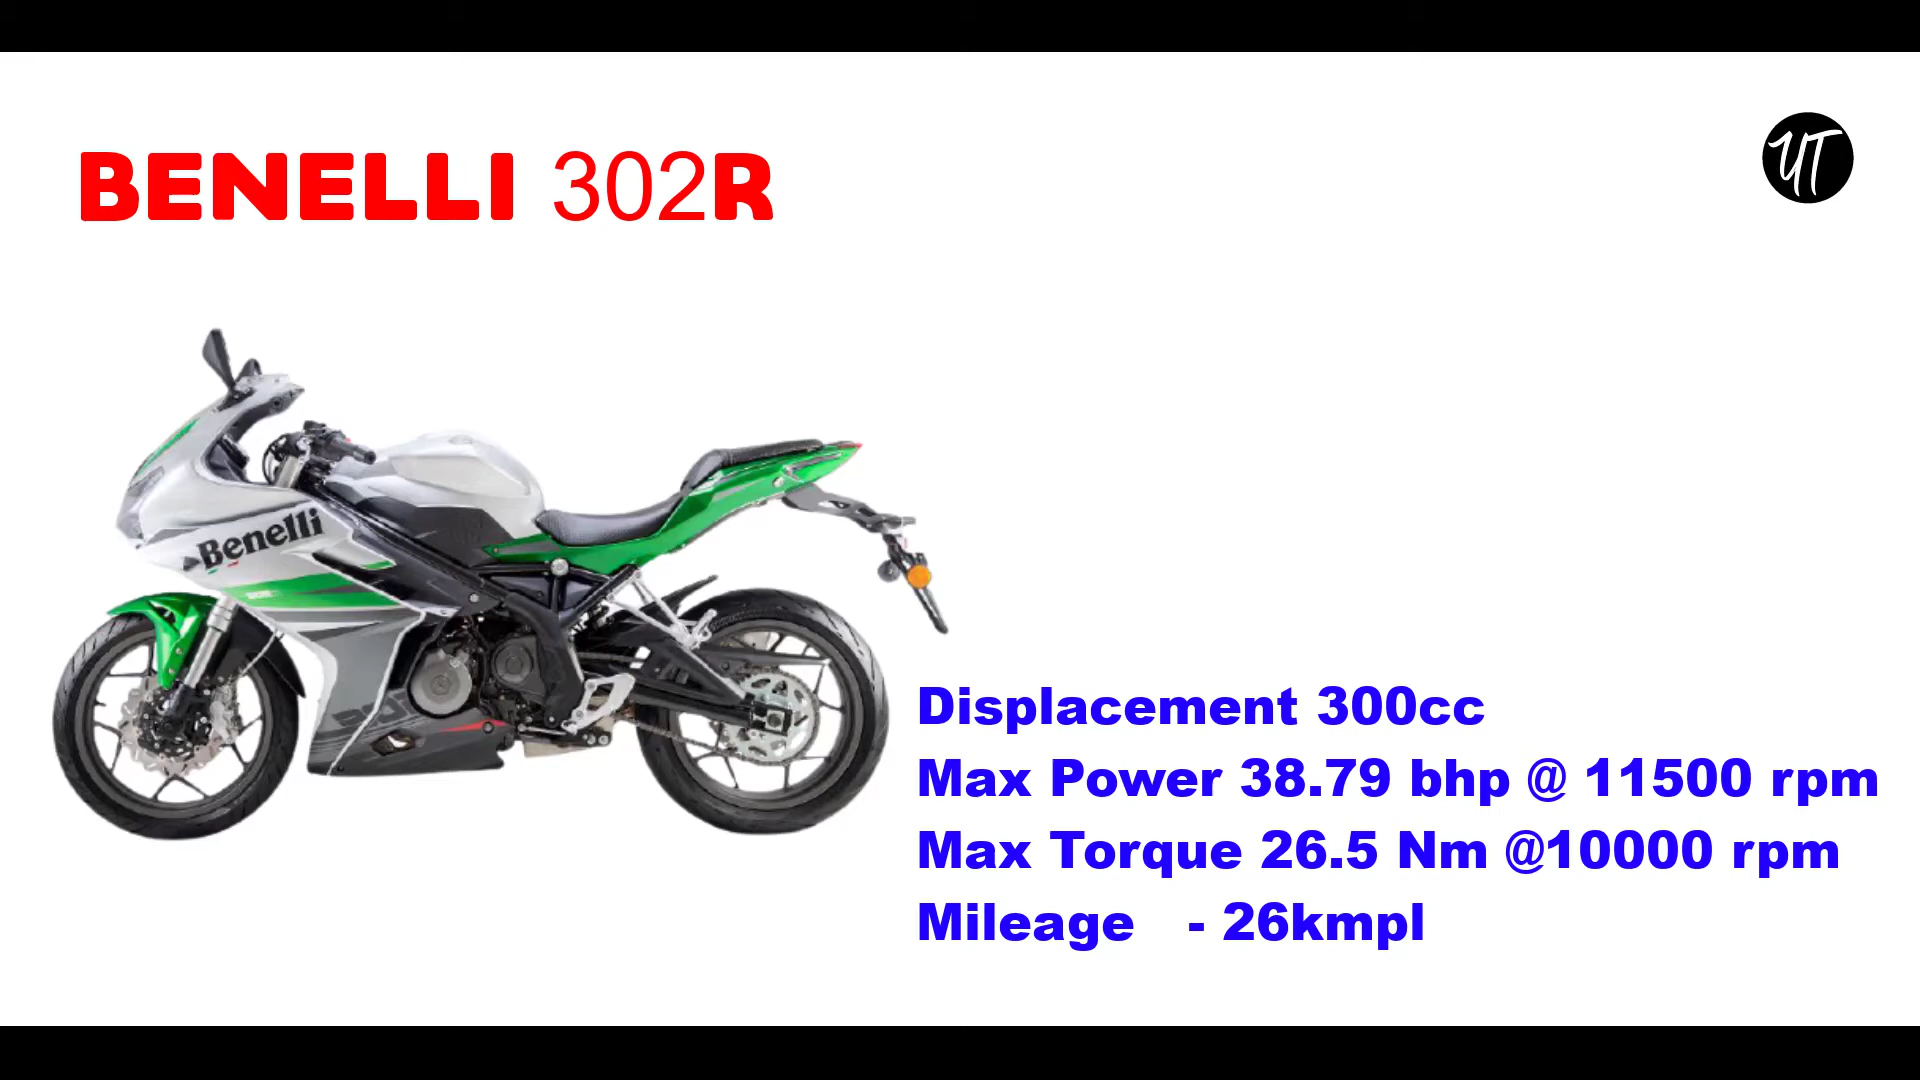 BENELLI 302R
UT
Benelli
Displacement 300cc
Max Power 38.79 bhp @ 11500 rpm
Max Torque 26.5 Nm @10000 rpm
Mileage - 26kmpl